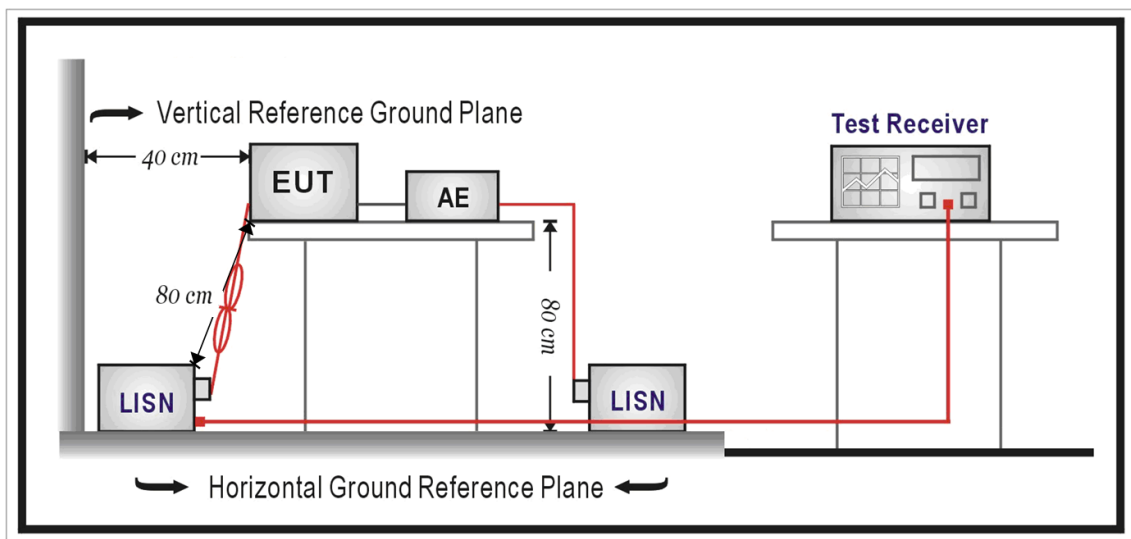 Vertical Reference Ground Plane
Test Receiver
40 cm
EUT
AE
80 cm
80 cm
LISN
LISN
Horizontal Ground Reference Plane